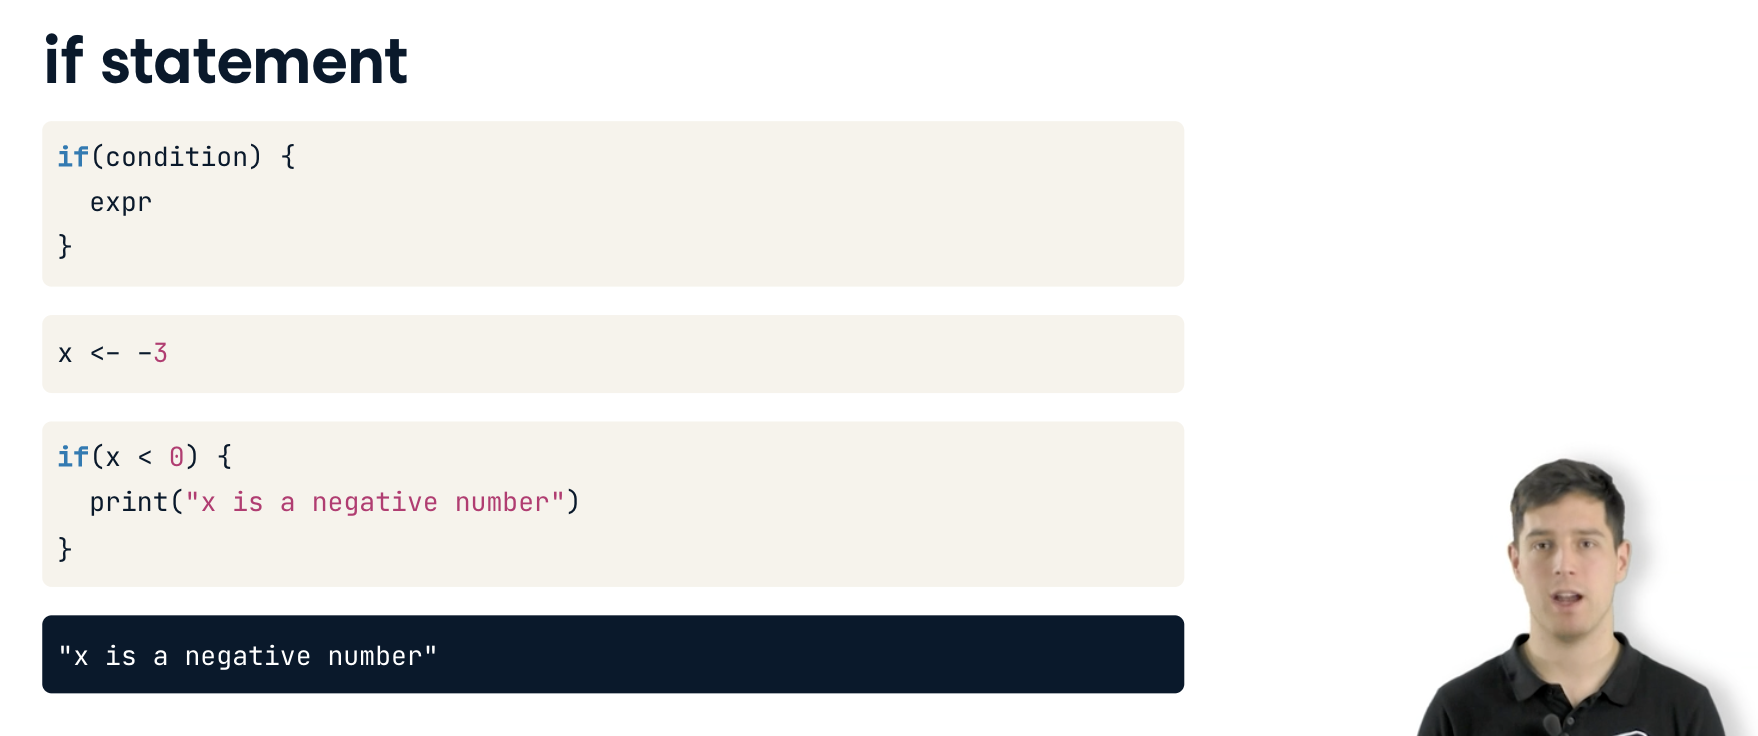 if statement
if(condition) {
  expr
}
x <- -3
if(x < 0) {
  print("x is a negative number")
}
"x is a negative number"